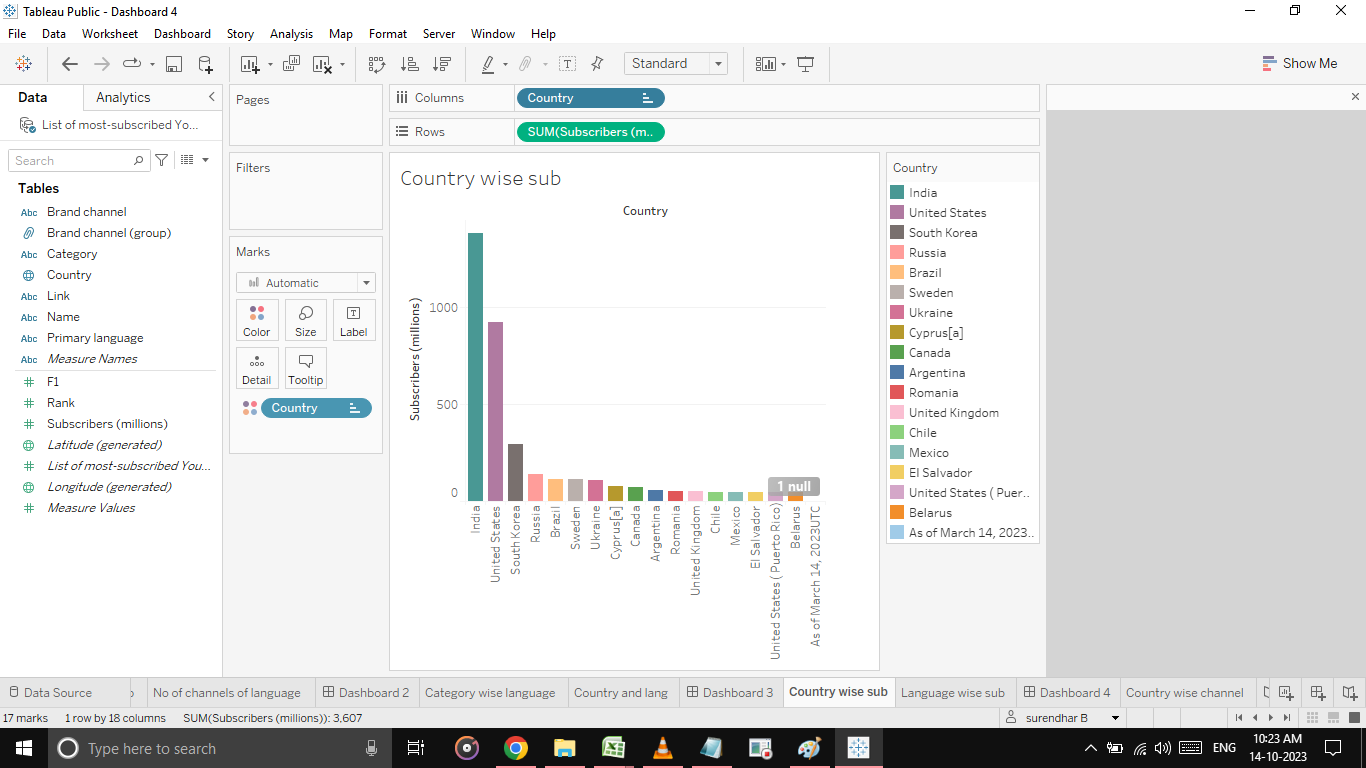 Tableau Public - Dashboard 4
File Data Worksheet Dashboard Story Analysis Map Format Server Window Help
Standard
Show Me
Data Analytics
List of most-subscribed Yo...
Search
Tables
Abc Brand channel
Brand channel (group)
Abc Category
Country
Abc Link
Abc Name
Abc Primary language
Abc Measure Names
F1
Rank
Subscribers (millions)
Latitude (generated)
List of most-subscribed You...
Longitude (generated)
Measure Values
Pages
Filters
Marks
Automatic
Color Size Label
Detail Tooltip
Country
Columns Country
Rows SUM(Subscribers (m..
Country wise sub
Country
Subscribers (millions)
1000
500
0
1 null
India
United States
South Korea
Russia
Brazil
Sweden
Ukraine
Cyprus[a]
Canada
Argentina
Romania
United Kingdom
Chile
Mexico
El Salvador
United States ( Puerto Rico)
Belarus
As of March 14, 2023UTC
Country
India
United States
South Korea
Russia
Brazil
Sweden
Ukraine
Cyprus[a]
Canada
Argentina
Romania
United Kingdom
Chile
Mexico
El Salvador
United States ( Puer..
Belarus
As of March 14, 2023..
Data Source No of channels of language Dashboard 2 Category wise language Country and lang Dashboard 3 Country wise sub Language wise sub Dashboard 4 Country wise channel
17 marks 1 row by 18 columns SUM(Subscribers (millions)): 3,607 surendhar B
Type here to search
ENG
10:23 AM
14-10-2023